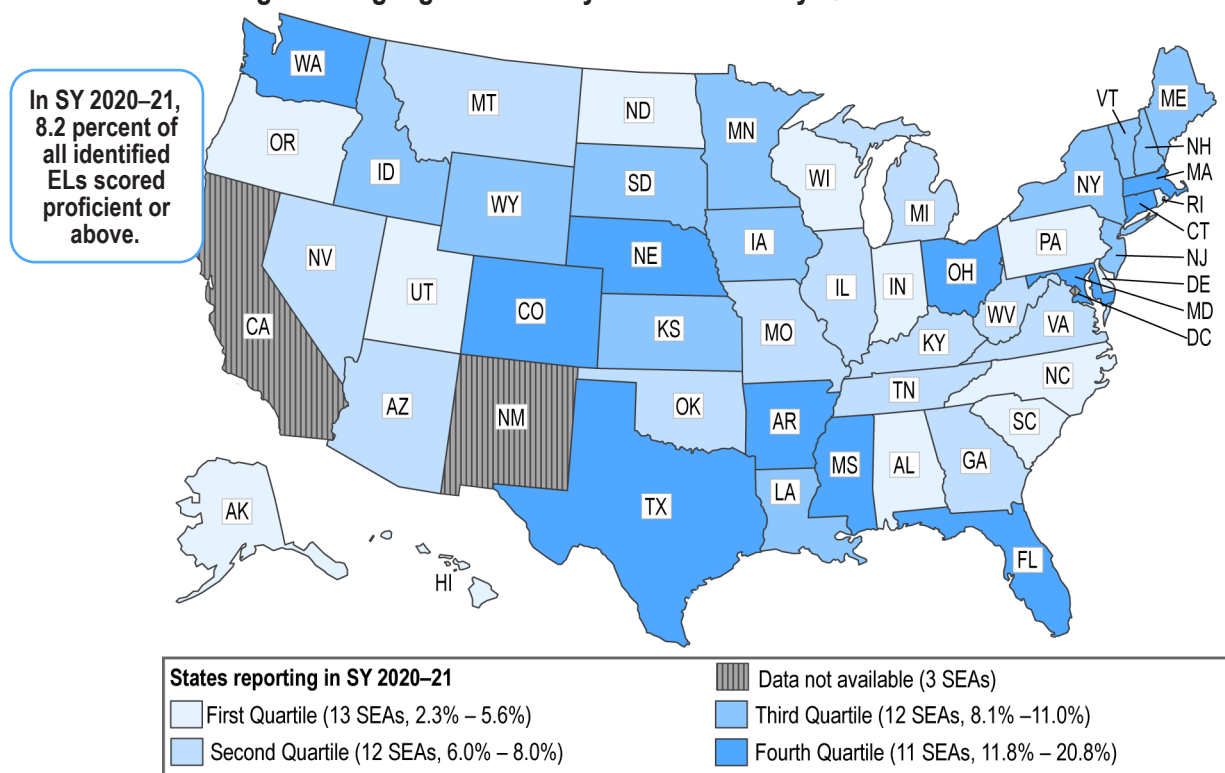 In SY 2020–21,
8.2 percent of
all identified
ELs scored
proficient or
above.
WA
MT
ND
MN
VT
ME
OR
ID
SD
WI
NH
MA
WY
MI
NY
RI
CT
NV
NE
IA
PA
NJ
UT
IL
IN
OH
DE
CA
CO
KS
MO
WV
VA
MD
DC
KY
AZ
NM
OK
TN
NC
AR
SC
MS
AL
GA
LA
AK
TX
FL
HI
States reporting in SY 2020–21
First Quartile (13 SEAs, 2.3% – 5.6%)
Second Quartile (12 SEAs, 6.0% – 8.0%)
Data not available (3 SEAs)
Third Quartile (12 SEAs, 8.1% –11.0%)
Fourth Quartile (11 SEAs, 11.8% – 20.8%)